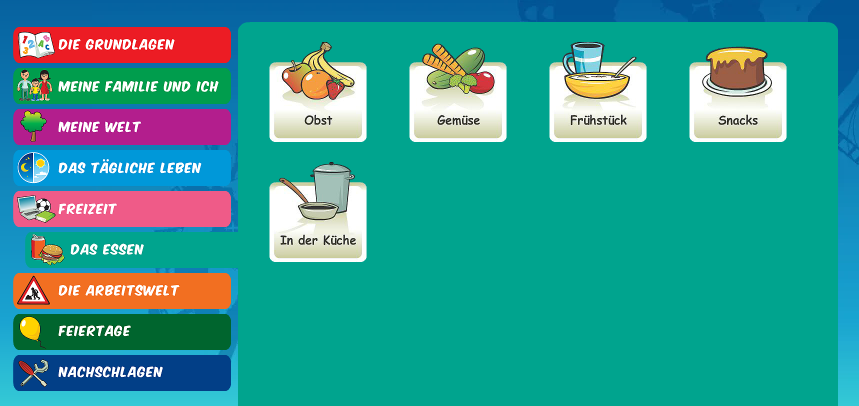 DIE GRUNDLAGEN
MEINE FAMILIE UND ICH
MEINE WELT
DAS TÄGLICHE LEBEN
FREIZEIT
DAS ESSEN
DIE ARBEITSWELT
FEIERTAGE
NACHSCHLAGEN
Obst
Gemüse
Frühstück
Snacks
In der Küche